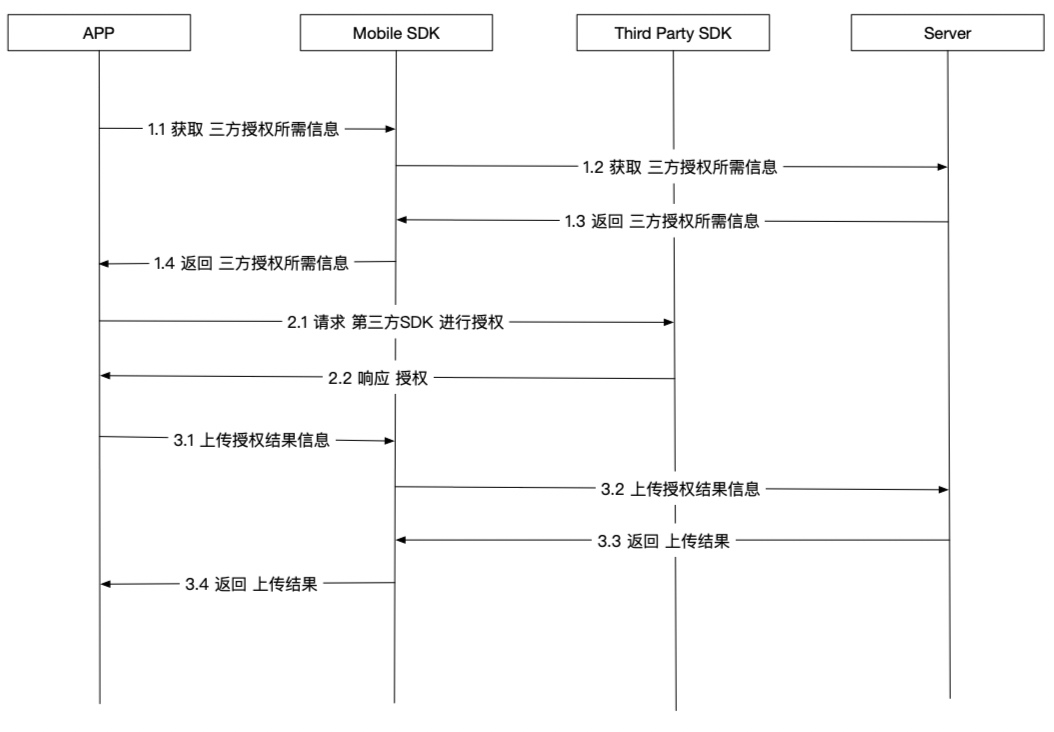 APP
Mobile SDK
Third Party SDK
Server
1.1 获取 三方授权所需信息
1.2 获取 三方授权所需信息
1.3 返回 三方授权所需信息
1.4 返回 三方授权所需信息
2.1 请求 第三方SDK 进行授权
2.2 响应 授权
3.1 上传授权结果信息
3.2 上传授权结果信息
3.3 返回 上传结果
3.4 返回 上传结果